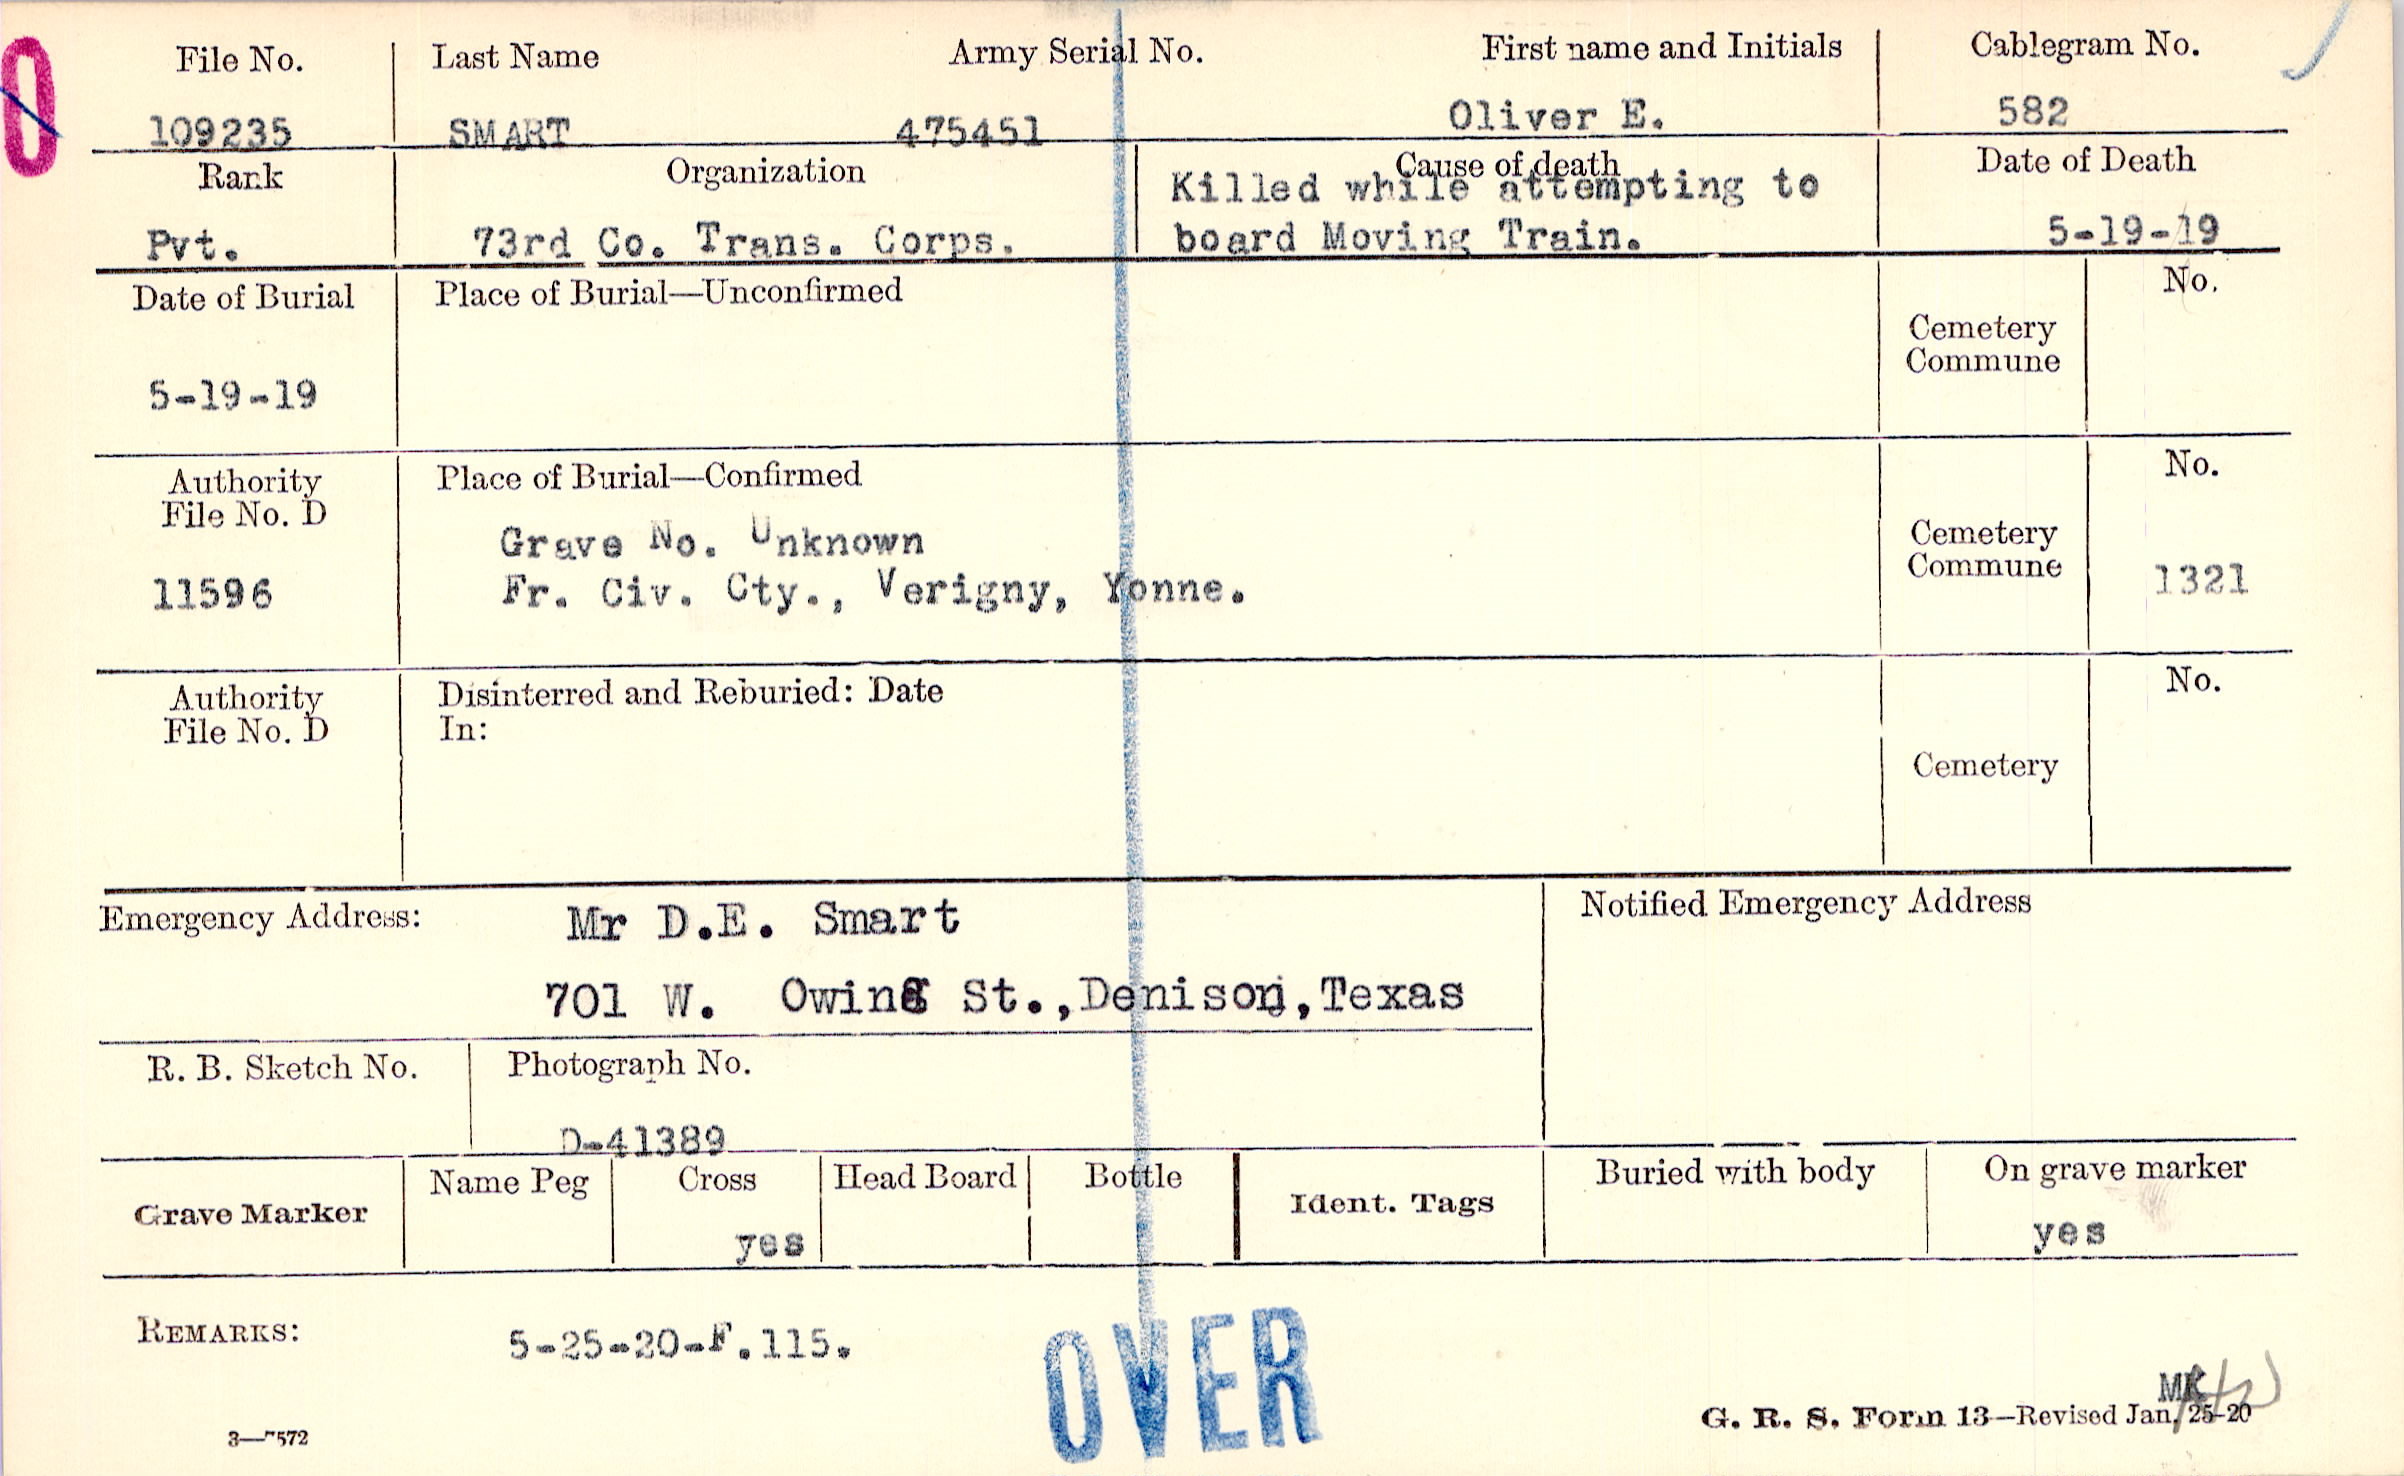 File No. Last Name Army Serial No. First name and Initials Cablegram No.
109235 SMART 475451 Oliver E. 582
Rank Organization Cause of death Date of Death
Pvt. 73rd Co. Trans. Corps. Killed while attempting to
board Moving Train. 5-19-19
Date of Burial Place of Burial—Unconfirmed No.
Cemetery
Commune
5-19-19
Authority Place of Burial—Confirmed No.
File No. D
Grave No. Unknown Cemetery
Commune
11596 Fr. Civ. Cty., Verigny, Yonne. 1321
Authority Disinterred and Reburied: Date No.
File No. D In:
Cemetery
Emergency Address: Mr D.E. Smart Notified Emergency Address
701 W. St., Denison, Texas
R. B. Sketch No. Photograph No.
D-41389
Grave Marker Name Peg Cross Head Board Bottle Ident. Tags Buried with body On grave marker
yes yes
REMARKS: 5-25-20-F.115.
OVER
MK
3—7572 G. R. S. Form 13—Revised Jan. 25-20